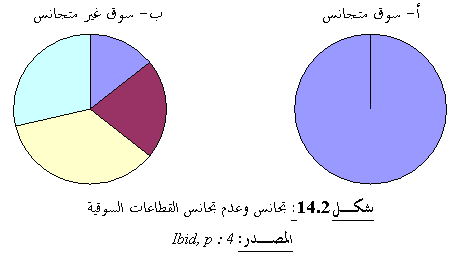 أ- سوق متجانس
ب- سوق غير متجانس
شكل 14.2: تجانس وعدم تجانس القطاعات السوقية
المصدر: Ibid, p : 4